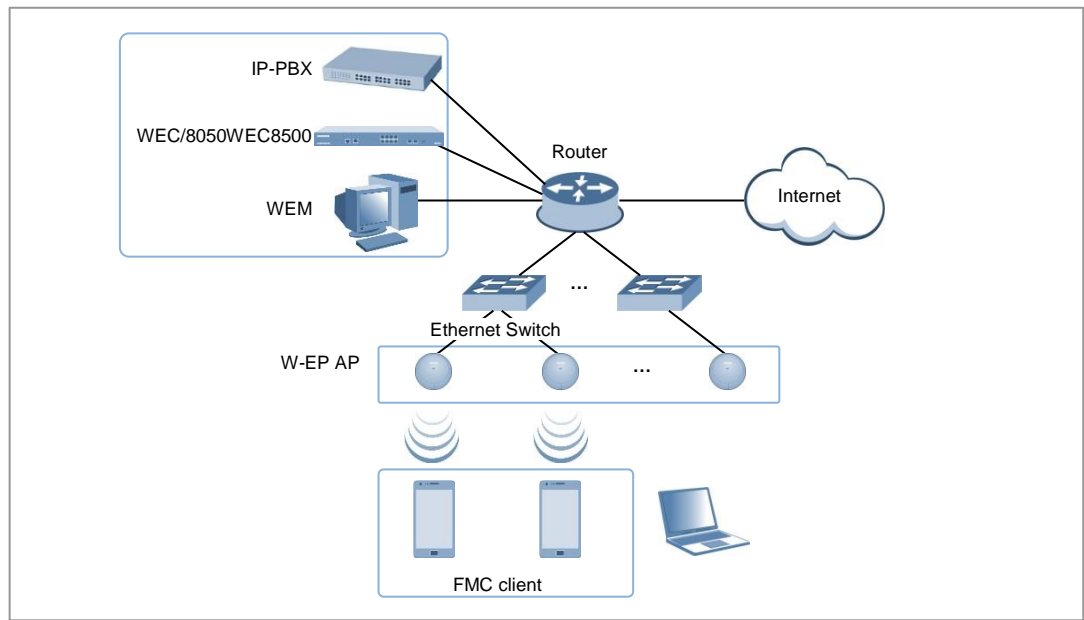 IP-PBX
WEC/8050WEC8500
Router
Internet
WEM
...
Ethernet Switch
W-EP AP
...
FMC client